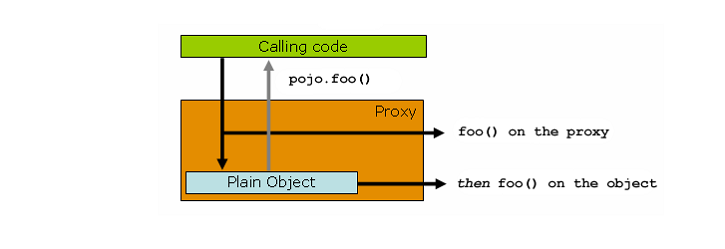 Calling code
pojo.foo()
Proxy
foo() on the proxy
Plain Object
then foo() on the object